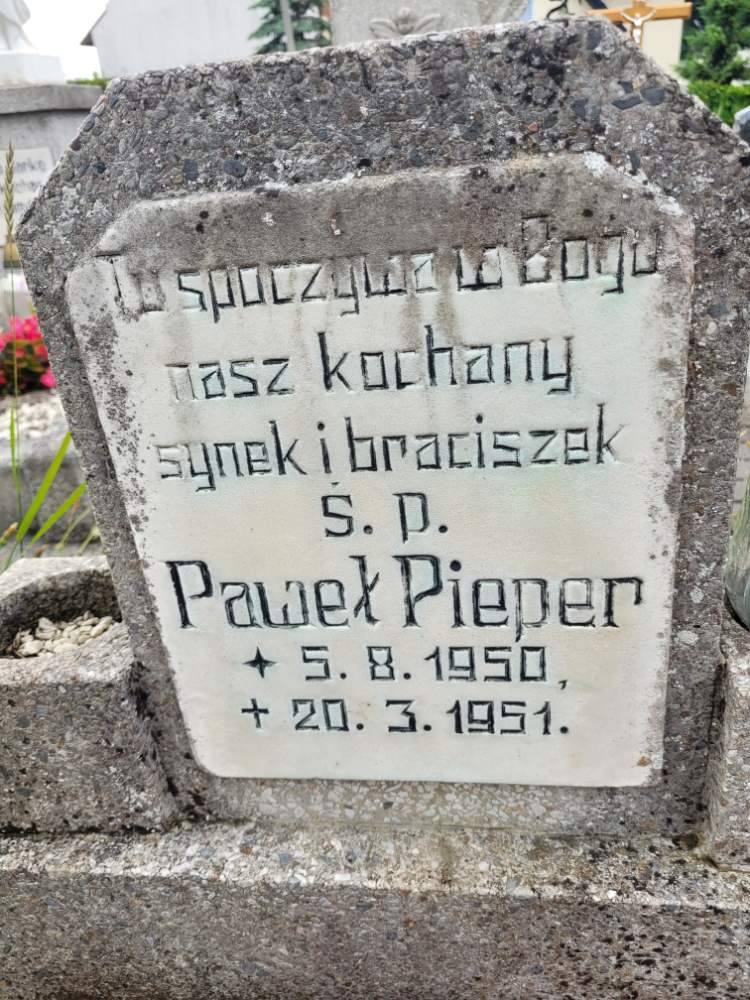 Tu spoczywa w Bogu
nasz kochany
synek i braciszek
Ś. p.
Paweł Pieper
5. 8. 1950,
20. 3. 1951.